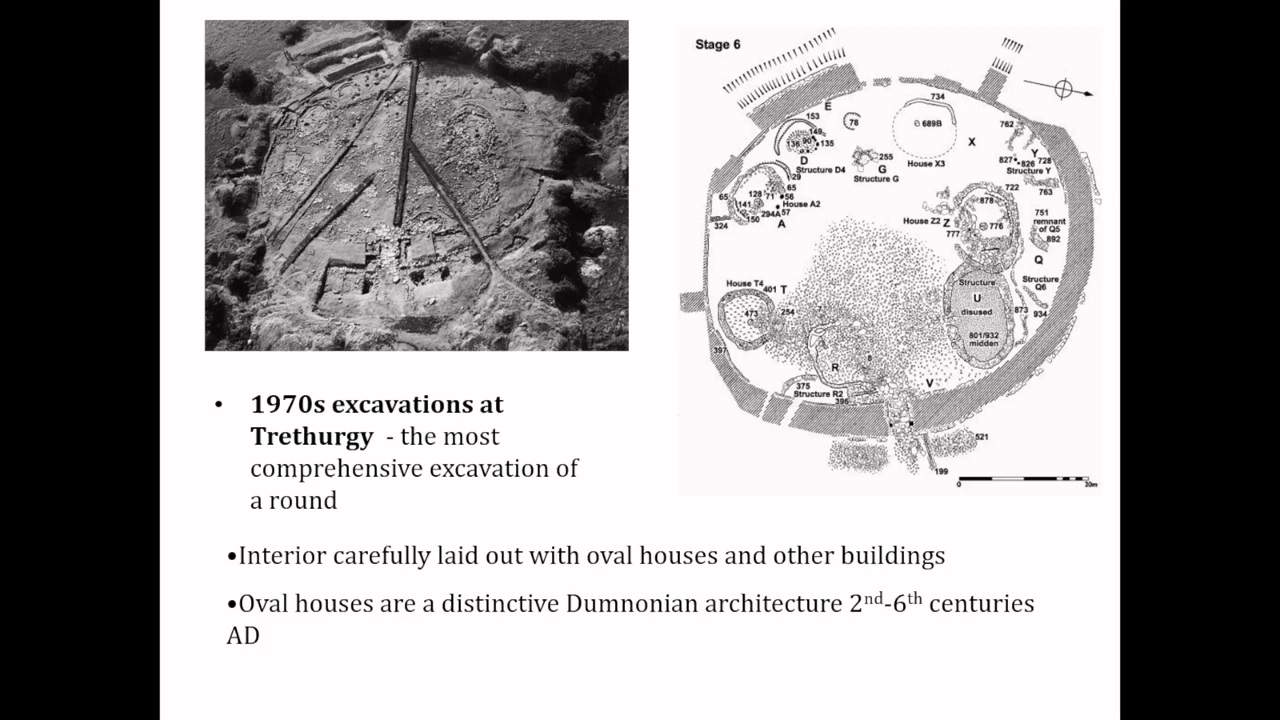 Stage 6
E
153
734
149
78
689B
762
136
90
135
X
House X3
D
Structure D4
255
G
Structure G
Y
827
826
728
Structure Y
29
65
65
128
71
56
House A2
141
294A
57
150
A
324
722
763
878
House Z2
Z
776
777
751
remnant
of Q5
892
Q
Structure
Q6
House T4
401
T
473
254
397
Structure
U
disused
801/932
midden
873
934
R
8
V
375
Structure R2
396
521
199
0
20m
• 1970s excavations at
Trethurgy - the most
comprehensive excavation of
a round
•Interior carefully laid out with oval houses and other buildings
•Oval houses are a distinctive Dumnonian architecture 2nd-6th centuries
AD